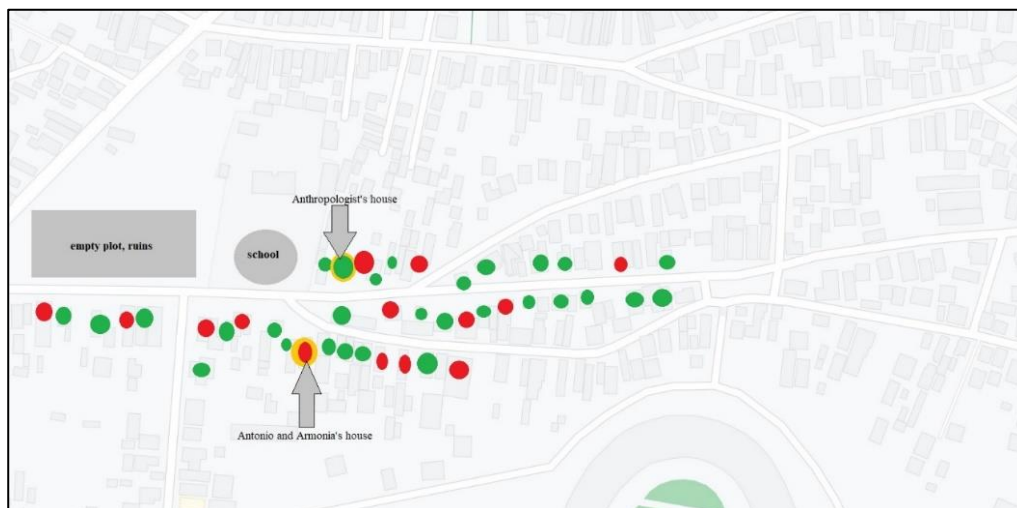 Anthropologist's house
empty plot, ruins
school
Antonio and Armonia's house